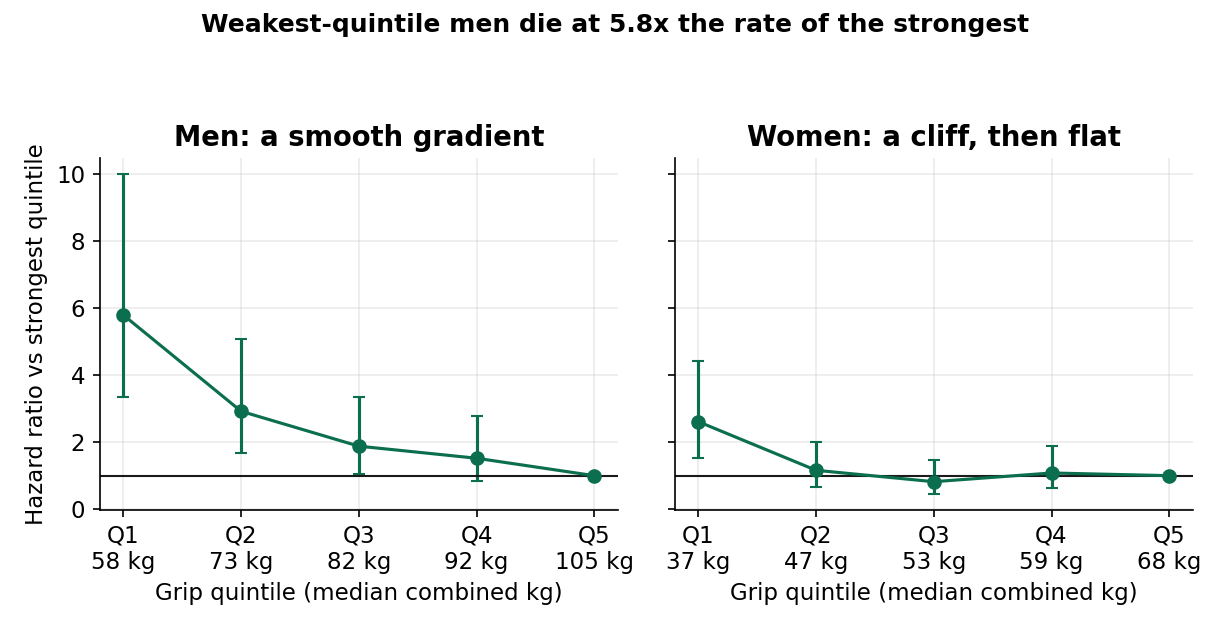 Weakest-quintile men die at 5.8x the rate of the strongest
Men: a smooth gradient
Hazard ratio vs strongest quintile
10
8
6
4
2
0
Q1 Q2 Q3 Q4 Q5
58 kg 73 kg 82 kg 92 kg 105 kg
Grip quintile (median combined kg)
Women: a cliff, then flat
Q1 Q2 Q3 Q4 Q5
37 kg 47 kg 53 kg 59 kg 68 kg
Grip quintile (median combined kg)